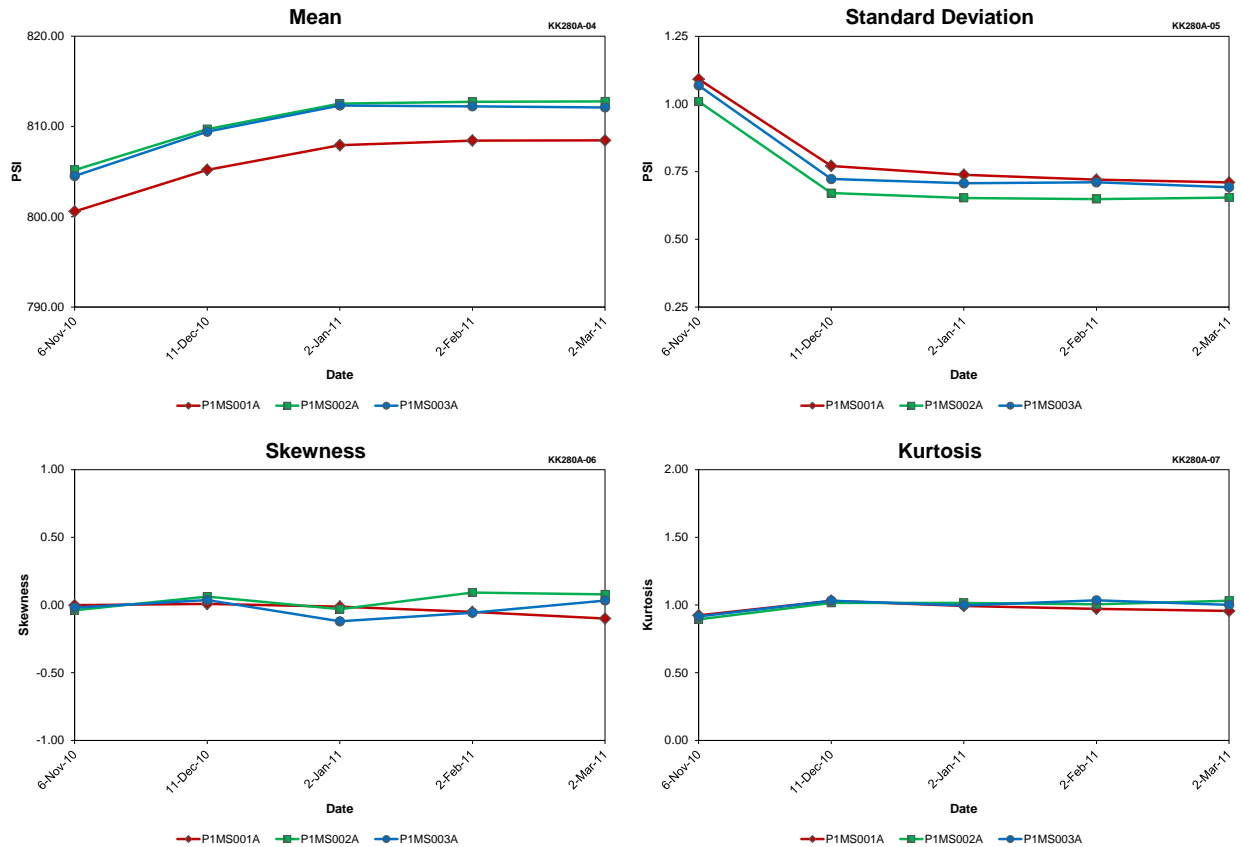 Mean
KK280A-04
820.00
810.00
800.00
790.00
PSI
6-Nov-10
11-Dec-10
2-Jan-11
2-Feb-11
2-Mar-11
Date
P1MS001A P1MS002A P1MS003A
Standard Deviation
KK280A-05
1.25
1.00
0.75
0.50
0.25
PSI
6-Nov-10
11-Dec-10
2-Jan-11
2-Feb-11
2-Mar-11
Date
P1MS001A P1MS002A P1MS003A
Skewness
KK280A-06
1.00
0.50
0.00
-0.50
-1.00
Skewness
6-Nov-10
11-Dec-10
2-Jan-11
2-Feb-11
2-Mar-11
Date
P1MS001A P1MS002A P1MS003A
Kurtosis
KK280A-07
2.00
1.50
1.00
0.50
0.00
Kurtosis
6-Nov-10
11-Dec-10
2-Jan-11
2-Feb-11
2-Mar-11
Date
P1MS001A P1MS002A P1MS003A